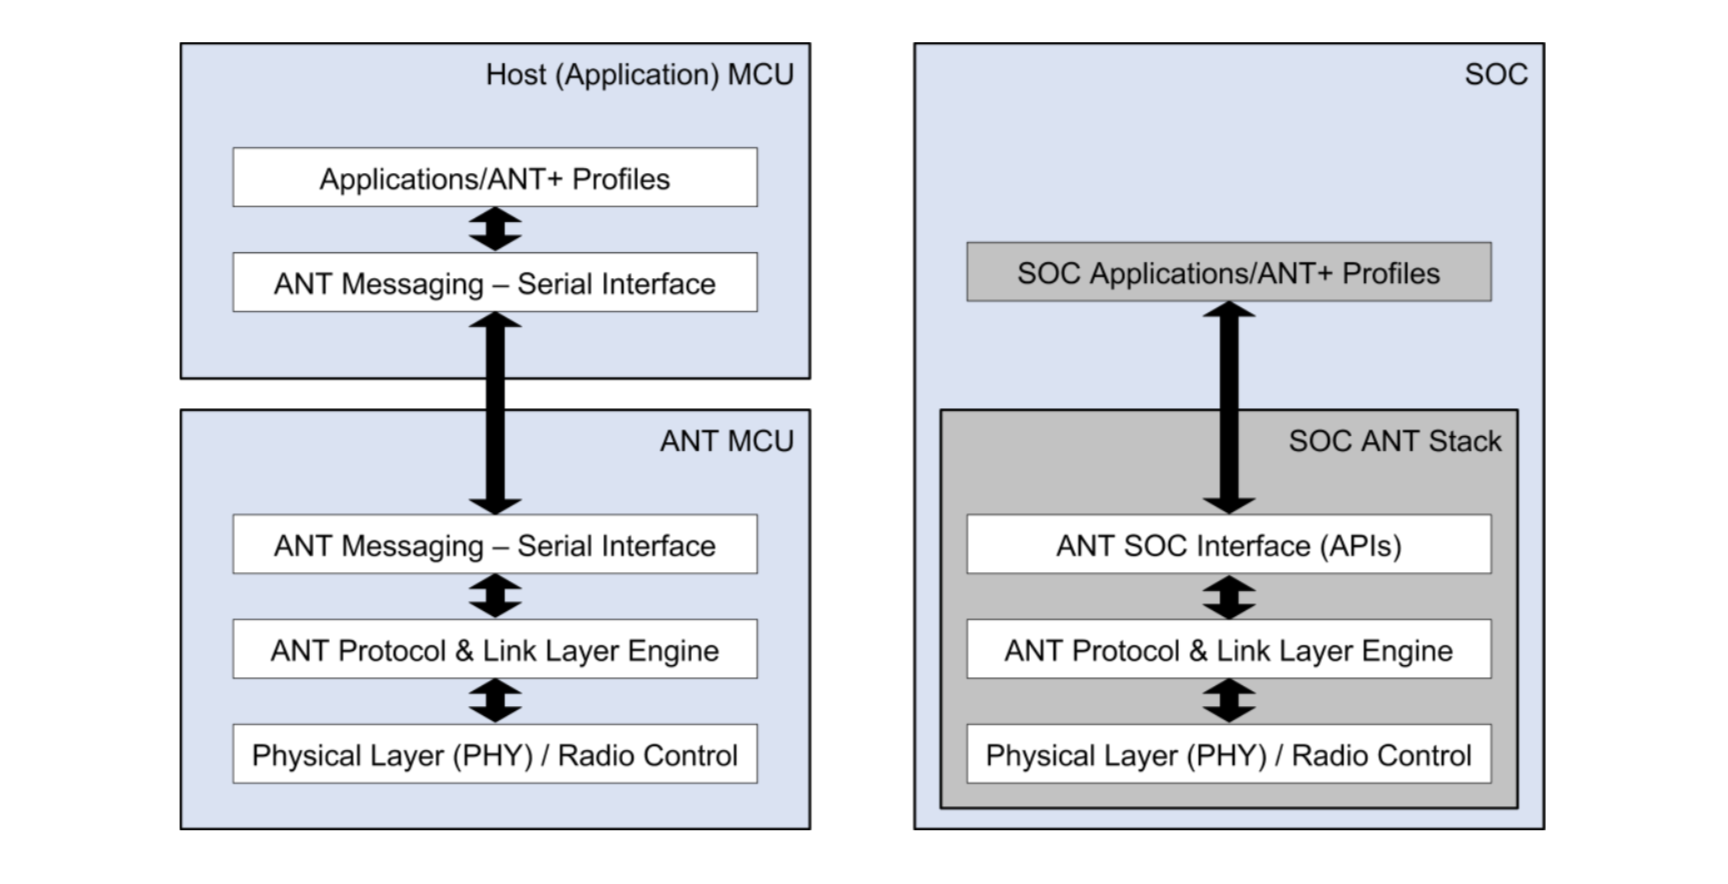 Host (Application) MCU
Applications/ANT+ Profiles
ANT Messaging – Serial Interface
ANT MCU
ANT Messaging – Serial Interface
ANT Protocol & Link Layer Engine
Physical Layer (PHY) / Radio Control
SOC
SOC Applications/ANT+ Profiles
SOC ANT Stack
ANT SOC Interface (APIs)
ANT Protocol & Link Layer Engine
Physical Layer (PHY) / Radio Control